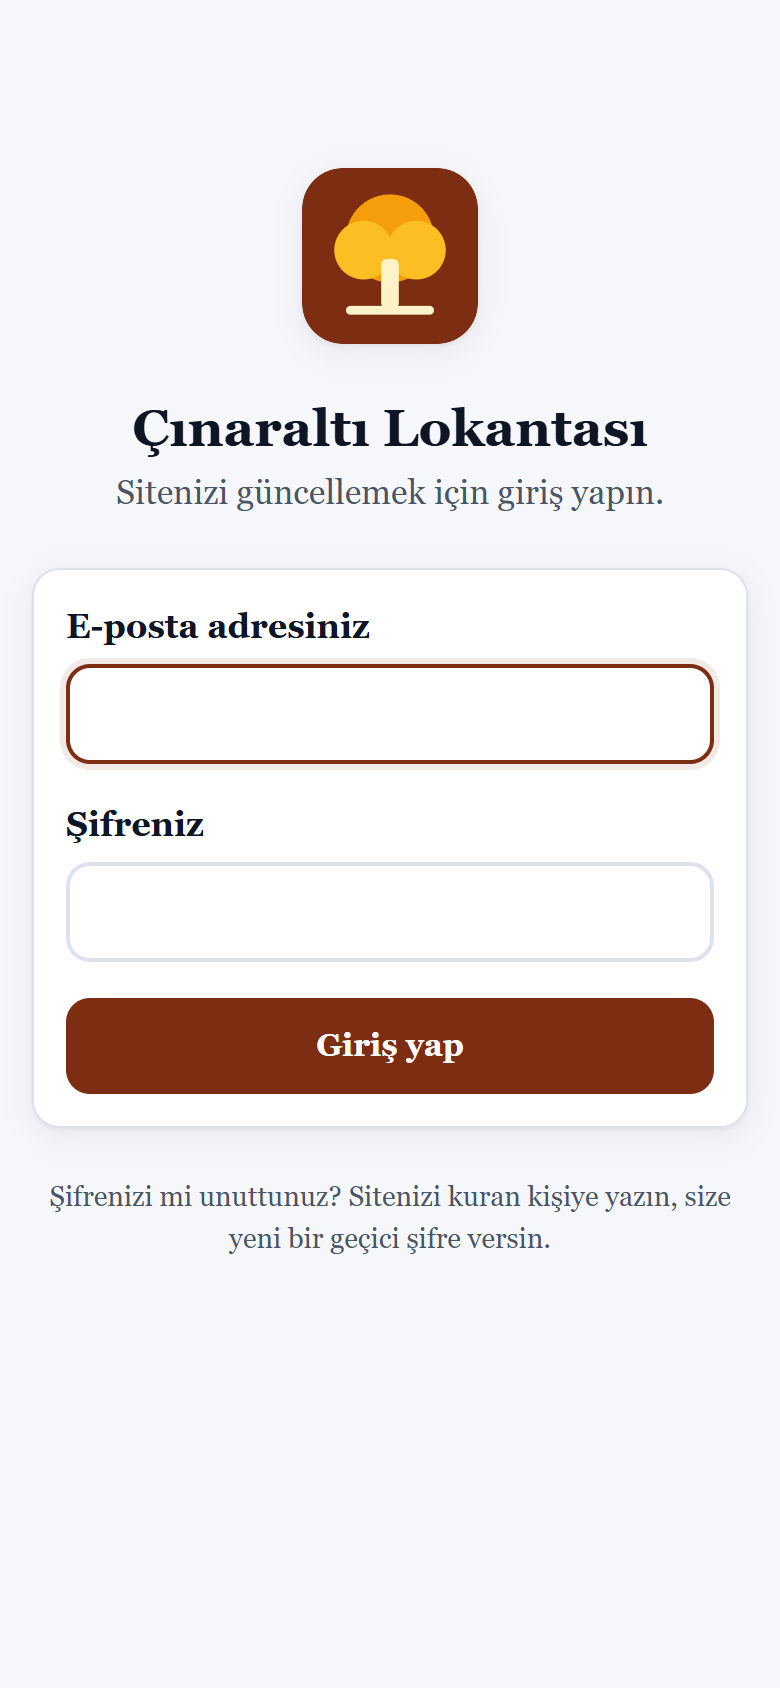 Çınaraltı Lokantası
Sitenizi güncellemek için giriş yapın.
E-posta adresiniz
Şifreniz
Giriş yap
Şifrenizi mi unuttunuz? Sitenizi kuran kişiye yazın, size
yeni bir geçici şifre versin.